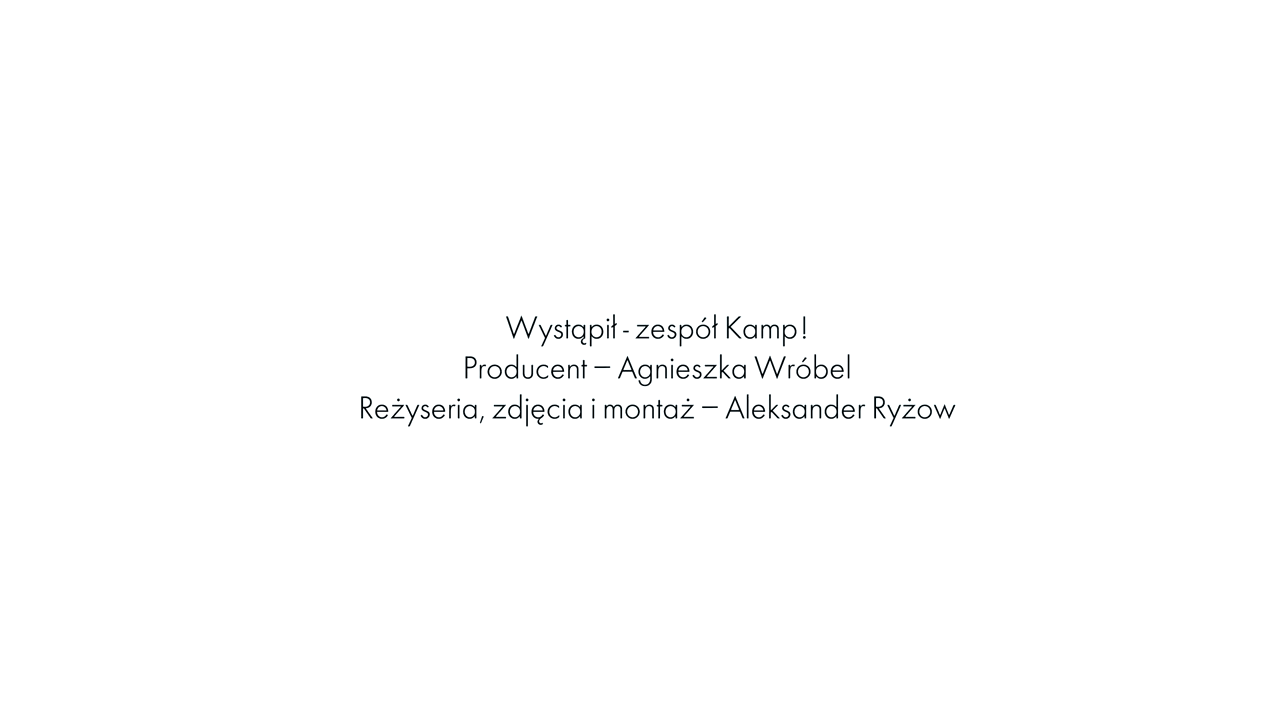 Wystąpił - zespół Kamp!
Producent – Agnieszka Wróbel
Reżyseria, zdjęcia i montaż – Aleksander Ryżow